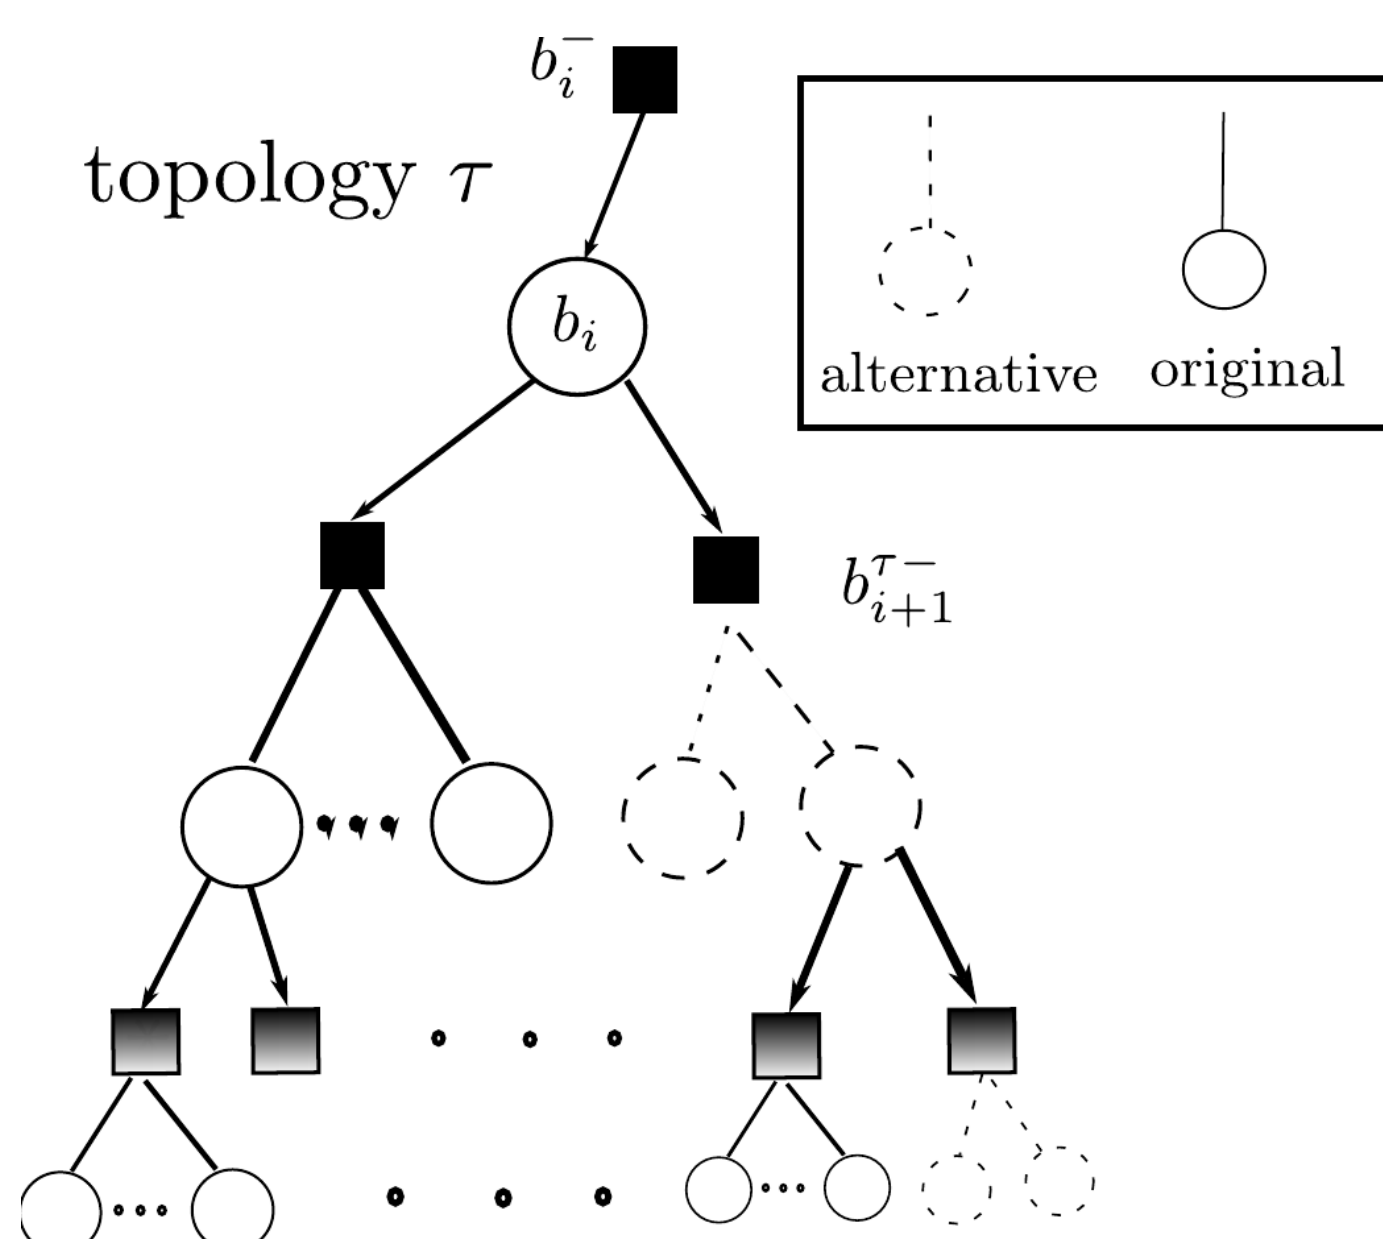 b_i^-
topology τ
b_i
alternative original
b_{i+1}^{τ-}